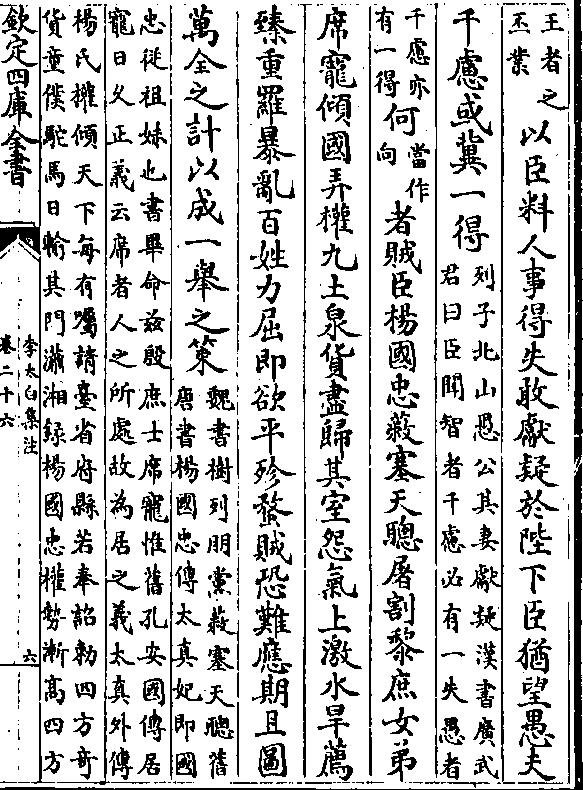 王者之
丕業
以臣料人事得失敢獻疑於陛下臣猶望愚夫
千慮或冀一得
列子北山愚公其妻獻疑漢書廣武
君曰臣聞智者千慮必有一失愚者
千慮亦
有一得
何
當作
向
者賊臣楊國忠蔽塞天聰屠割黎庶女弟
席寵傾國弄權九土泉貨盡歸其室怨氣上激水旱薦
臻重羅暴亂百姓力屈即欲平殄蝥賊恐難應期且圖
萬全之計以成一舉之策
魏書樹列朋黨蔽塞天聰舊
唐書楊國忠傳太真妃即國
忠從祖妹也書畢命茲殷庶士席寵惟舊孔安國傳居
寵日久正義云席者人之所處故為居之義太真外傳
楊氏權傾天下每有囑請臺省府縣若奉詔勅四方奇
貨童僕駝馬日輸其門瀟湘錄楊國忠權勢漸高四方
欽定四庫全書
李太白集注
卷二十六
六